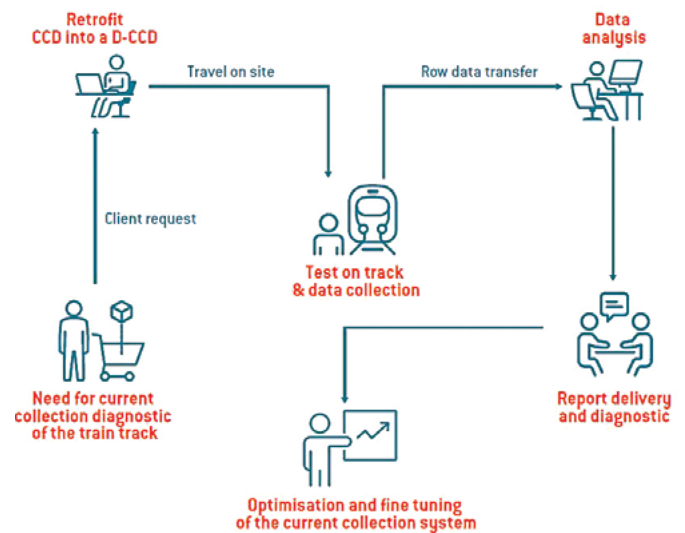 Retrofit
CCD into a D-CCD
Data
analysis
Travel on site
Row data transfer
Client request
Test on track
& data collection
Need for current
collection diagnostic
of the train track
Report delivery
and diagnostic
Optimisation and fine tuning
of the current collection system